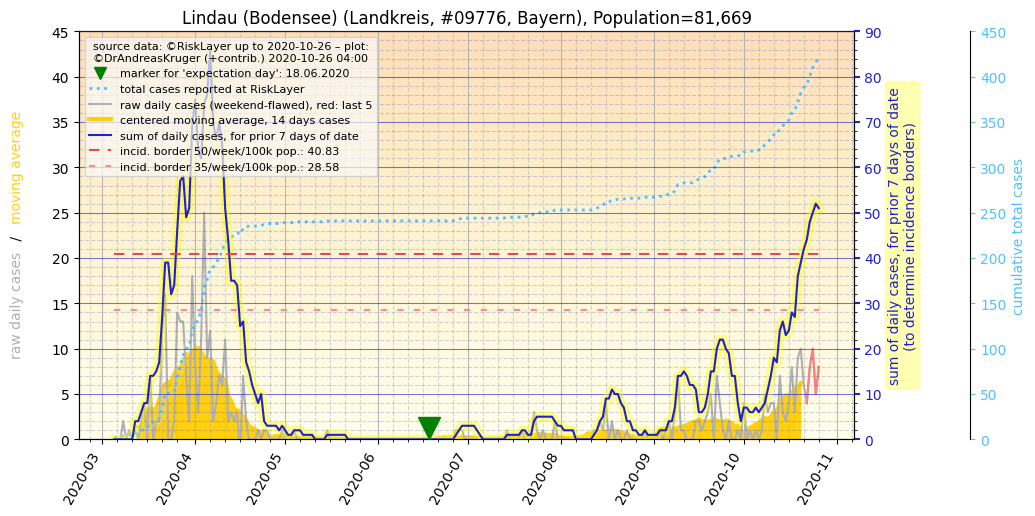 Lindau (Bodensee) (Landkreis, #09776, Bayern), Population=81,669
source data: ©RiskLayer up to 2020-10-26 – plot:
©DrAndreasKruger (+contrib.) 2020-10-26 04:00
marker for 'expectation day': 18.06.2020
total cases reported at RiskLayer
raw daily cases (weekend-flawed), red: last 5
centered moving average, 14 days cases
sum of daily cases, for prior 7 days of date
incid. border 50/week/100k pop.: 40.83
incid. border 35/week/100k pop.: 28.58
raw daily cases / moving average
45
40
35
30
25
20
15
10
5
0
2020-03
2020-04
2020-05
2020-06
2020-07
2020-08
2020-09
2020-10
2020-11
90
80
70
60
50
40
30
20
10
0
sum of daily cases, for prior 7 days of date
(to determine incidence borders)
450
400
350
300
250
200
150
100
50
0
cumulative total cases